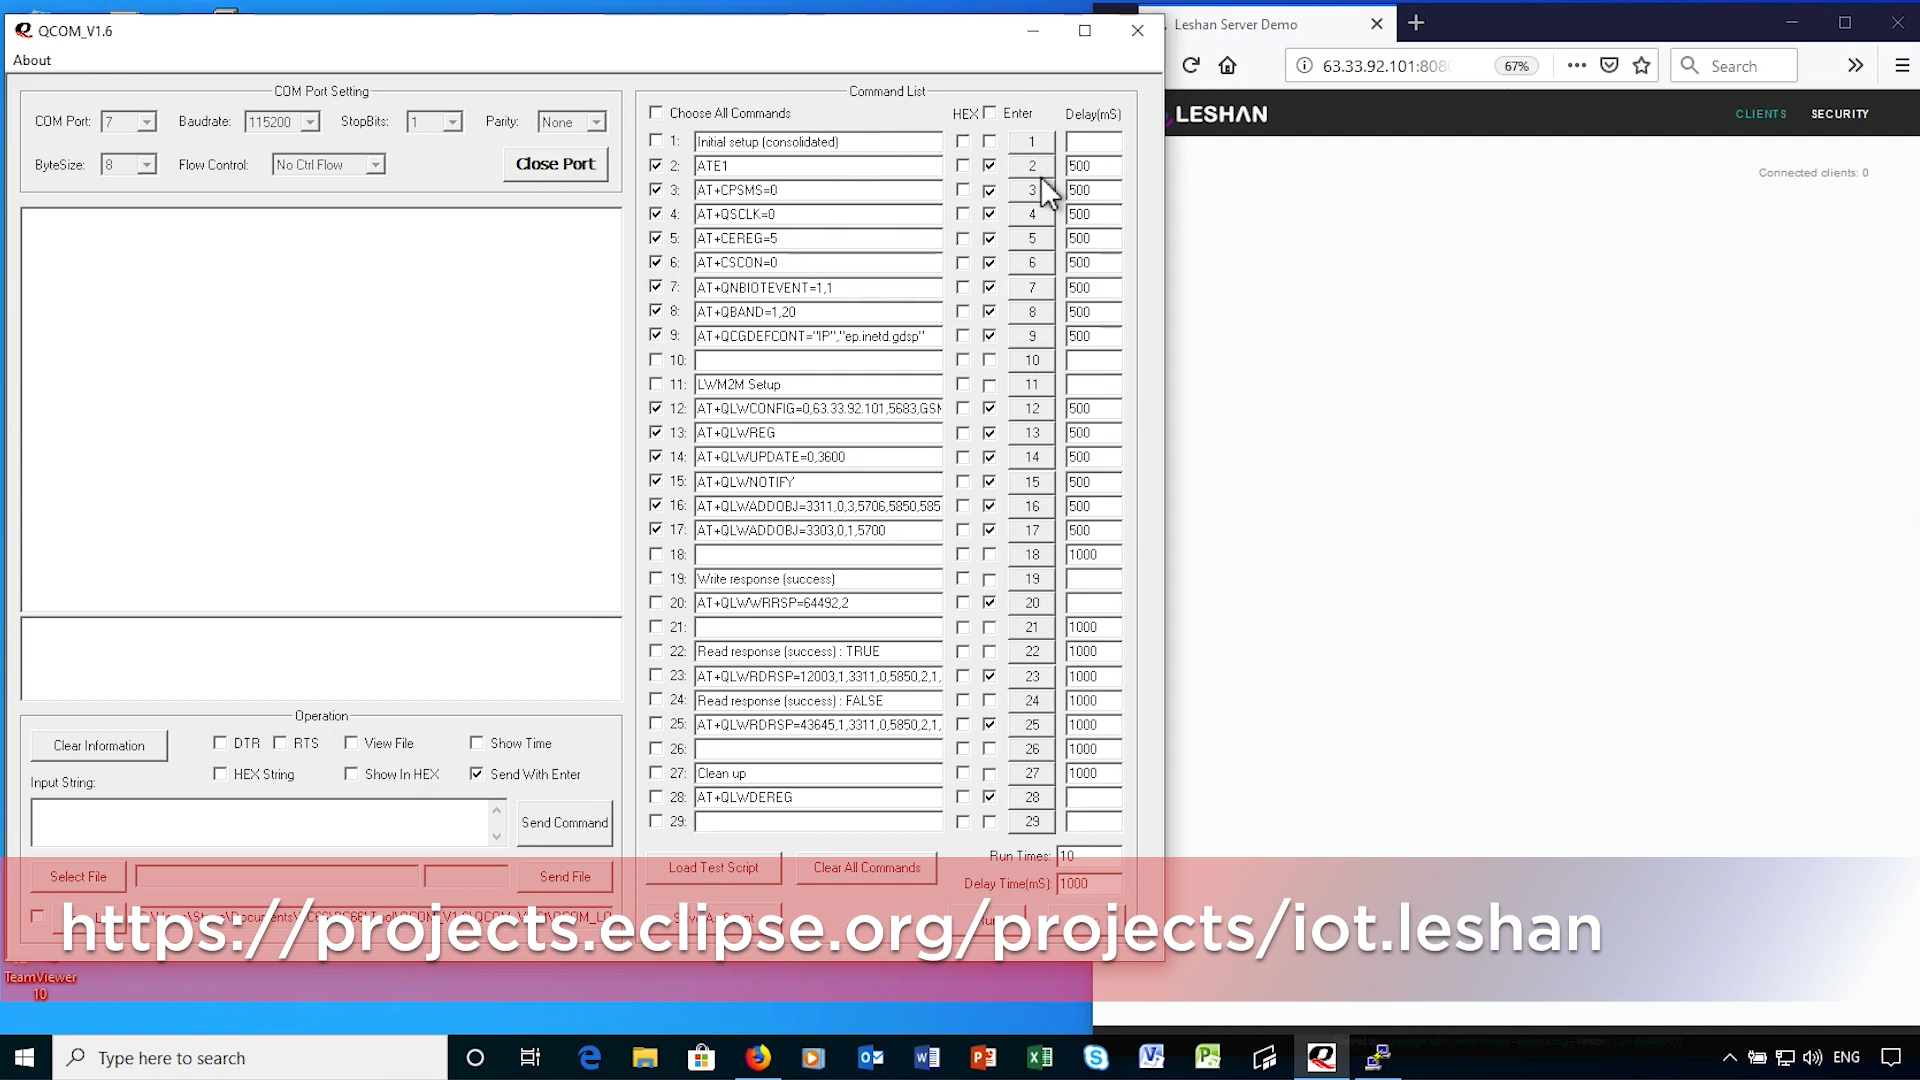 QCOM_V1.6
About
COM Port Setting
COM Port: 7 Baudrate: 115200 StopBits: 1 Parity: None
ByteSize: 8 Flow Control: No Ctrl Flow Close Port
Command List
Choose All Commands HEX Enter Delay(mS)
1: Initial setup (consolidated) 1
2: ATE1 2 500
3: AT+CPSMS=0 3 500
4: AT+QSCLK=0 4 500
5: AT+CEREG=5 5 500
6: AT+CSCON=0 6 500
7: AT+QNBIOTEVENT=1,1 7 500
8: AT+QBAND=1,20 8 500
9: AT+QCGDEFCONT="IP","ep.inetd.gdsp" 9 500
10: 10
11: LWM2M Setup 11
12: AT+QLWCONFIG=0,63.33.92.101,5683,GSM 12 500
13: AT+QLWREG 13 500
14: AT+QLWUPDATE=0,3600 14 500
15: AT+QLWNOTIFY 15 500
16: AT+QLWADDOBJ=3311,0,3,5706,5850,585 16 500
17: AT+QLWADDOBJ=3303,0,1,5700 17 500
18: 18 1000
19: Write response (success) 19
20: AT+QLWWRRSP=64492,2 20
21: 21 1000
22: Read response (success) : TRUE 22 1000
23: AT+QLWRDRSP=12003,1,3311,0,5850,2,1, 23 1000
24: Read response (success) : FALSE 24 1000
25: AT+QLWRDRSP=43645,1,3311,0,5850,2,1, 25 1000
26: 26 1000
27: Clean up 27 1000
28: AT+QLWDEREG 28
29: 29
Operation
Clear Information DTR RTS View File Show Time
HEX String Show In HEX Send With Enter
Input String:
Send Command
Select File Send File
Load Test Script Clear All Commands
Run Times: 10
Delay Time(mS): 1000
Leshan Server Demo
63.33.92.101:8080 67% Search
LESHAN CLIENTS SECURITY
Connected clients: 0
https://projects.eclipse.org/projects/iot.leshan
TeamViewer
10
Type here to search
ENG